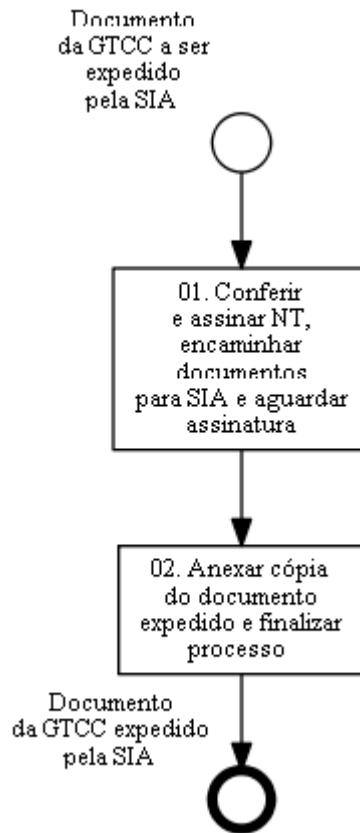 Documento
da GTCC a ser
expedido
pela SIA
01. Conferir
e assinar NT,
encaminhar
documentos
para SIA e aguardar
assinatura
02. Anexar cópia
do documento
expedido e finalizar
processo
Documento
da GTCC expedido
pela SIA